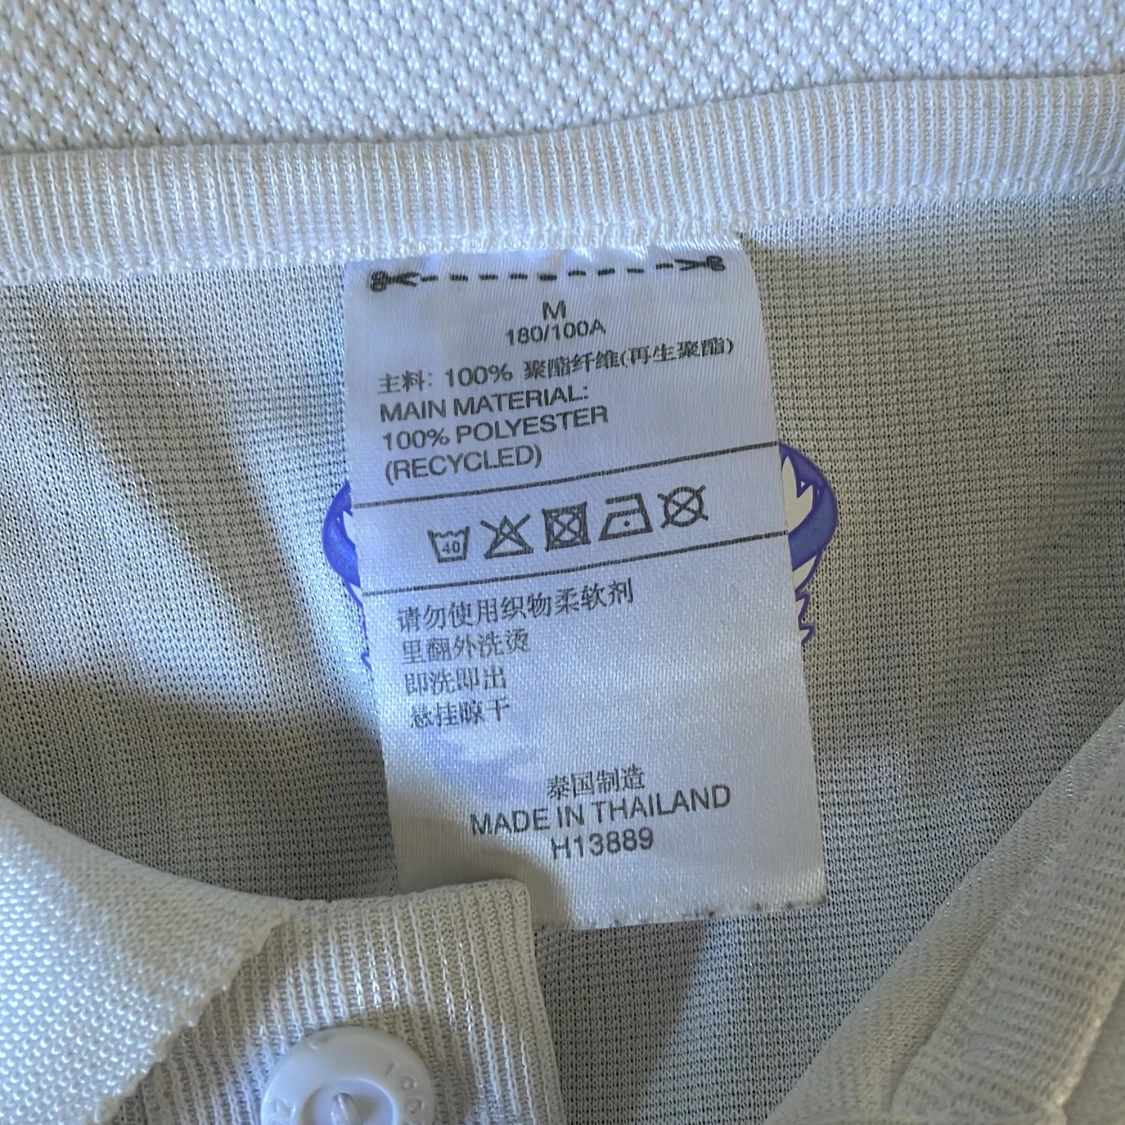 M
180/100A
主料: 100% 聚酯纤维(再生聚酯)
MAIN MATERIAL:
100% POLYESTER
(RECYCLED)
40
请勿使用织物柔软剂
里翻外洗烫
即洗即出
悬挂晾干
泰国制造
MADE IN THAILAND
H13889